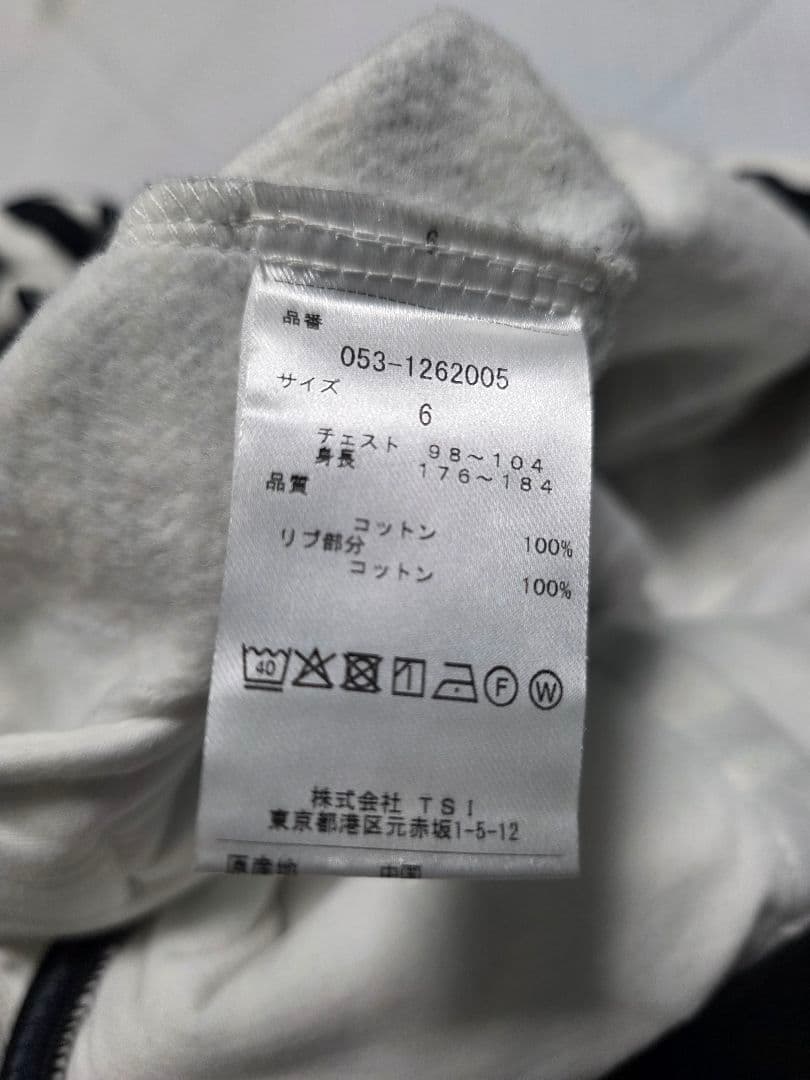 6
品番
053-1262005
サイズ
6
チェスト 98～104
身長 176～184
品質
コットン 100%
リブ部分
コットン 100%
40
F W
株式会社 TSI
東京都港区元赤坂1-5-12
原産地 中国